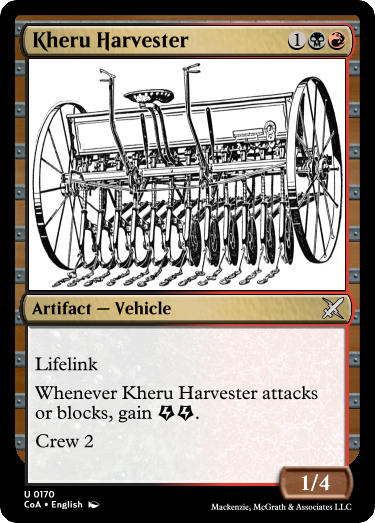 Kheru Harvester 1
Artifact — Vehicle
Lifelink
Whenever Kheru Harvester attacks
or blocks, gain ⚡⚡.
Crew 2
1/4
U 0170
CoA • English
Mackenzie, McGrath & Associates LLC